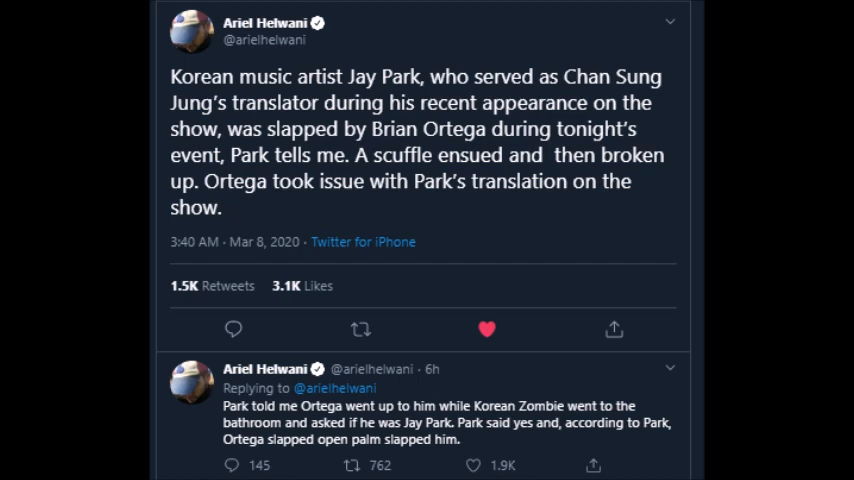 Ariel Helwani
@arielhelwani
Korean music artist Jay Park, who served as Chan Sung
Jung's translator during his recent appearance on the
show, was slapped by Brian Ortega during tonight's
event, Park tells me. A scuffle ensued and  then broken
up. Ortega took issue with Park's translation on the
show.
3:40 AM · Mar 8, 2020 · Twitter for iPhone
1.5K Retweets 3.1K Likes
Ariel Helwani @arielhelwani · 6h
Replying to @arielhelwani
Park told me Ortega went up to him while Korean Zombie went to the
bathroom and asked if he was Jay Park. Park said yes and, according to Park,
Ortega slapped open palm slapped him.
145 762 1.9K